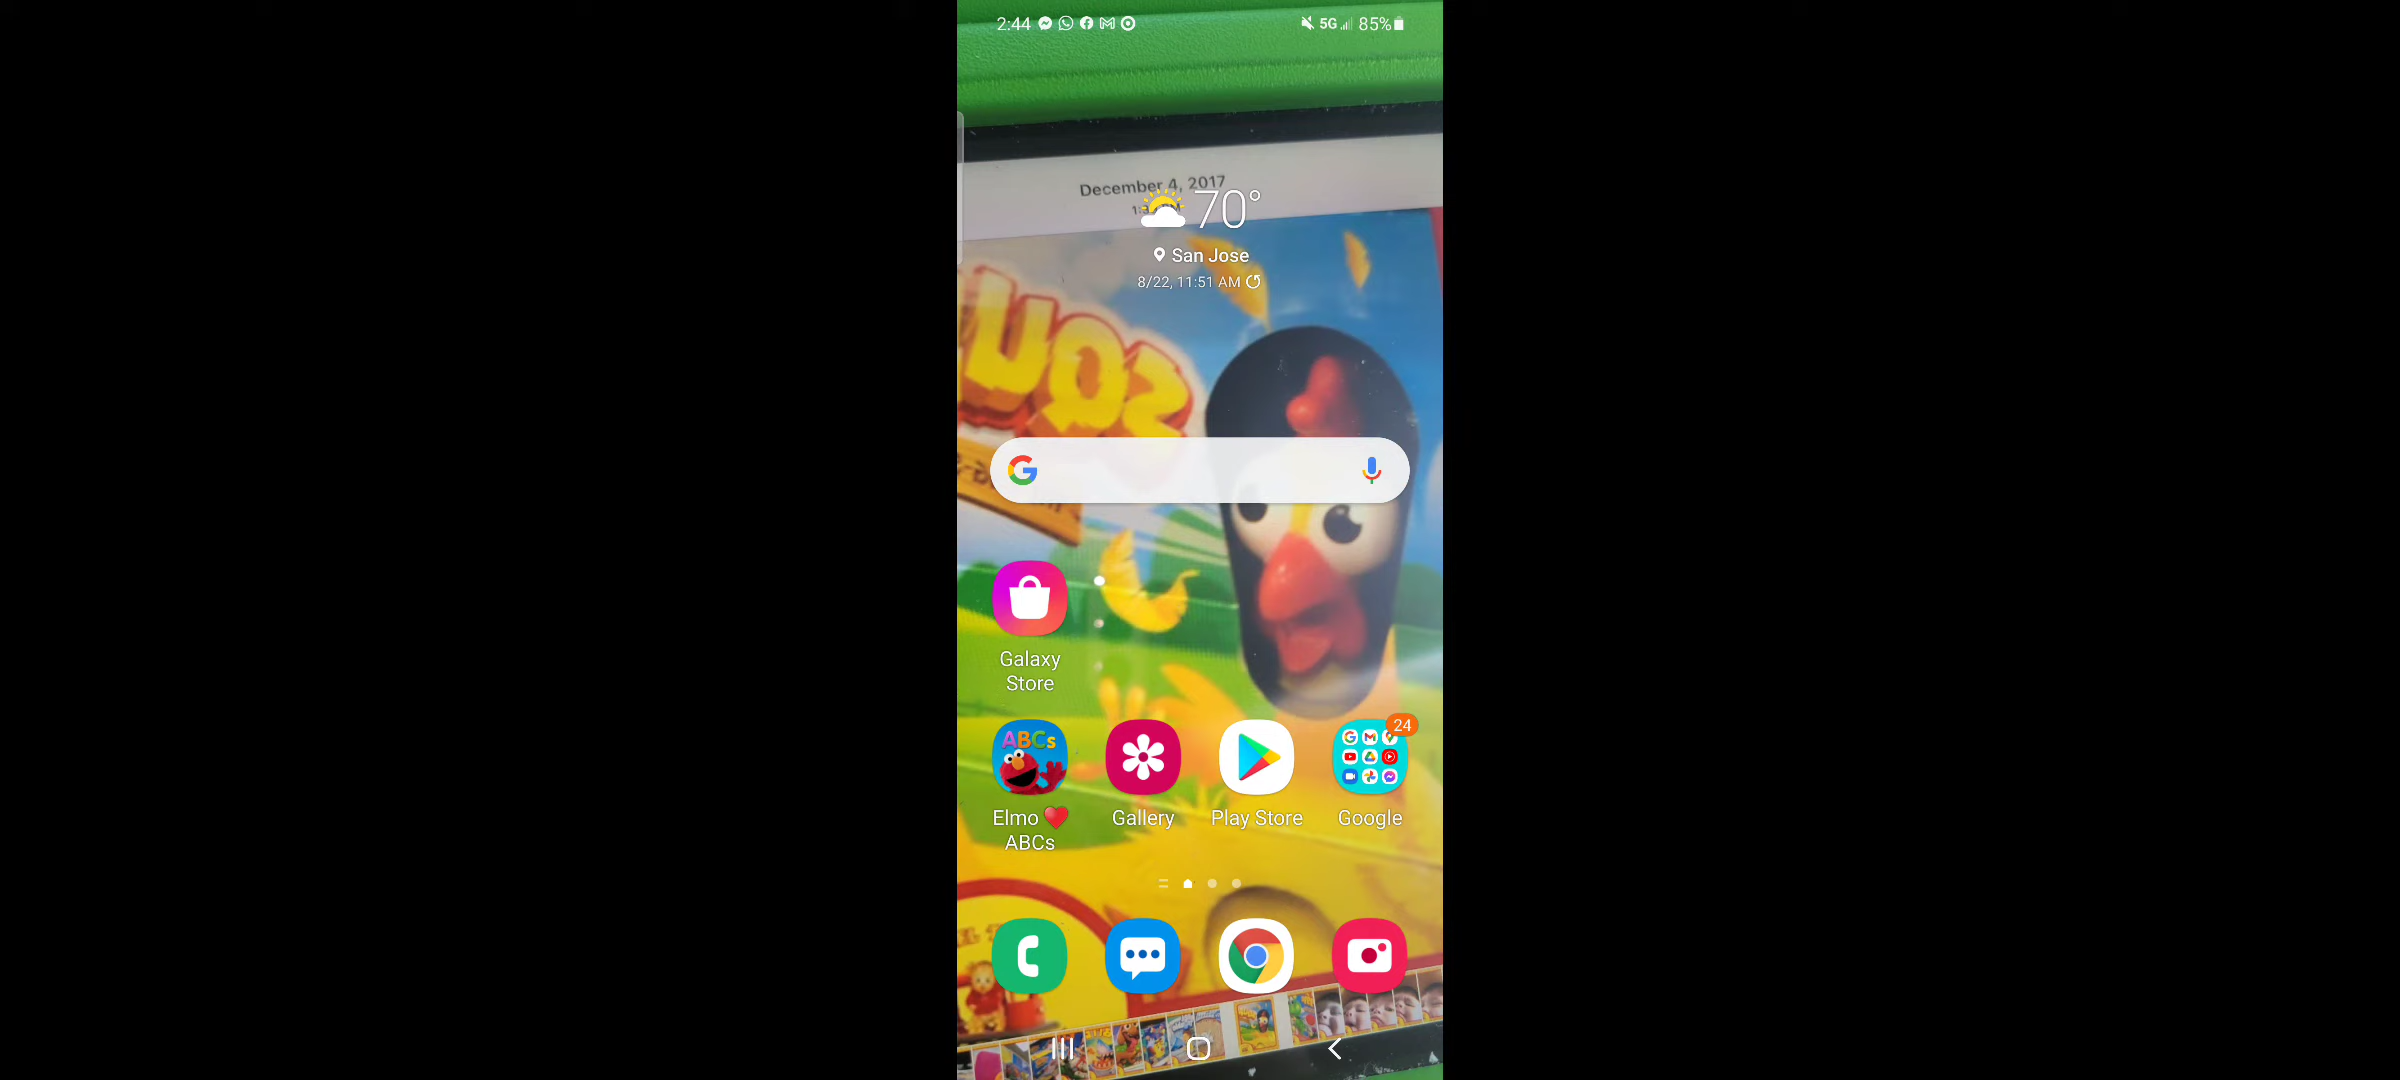 2:44
5G 85%
December 4, 2017
70°
San Jose
8/22, 11:51 AM
Galaxy
Store
24
ABCs
Elmo ❤️
ABCs
Gallery
Play Store
Google